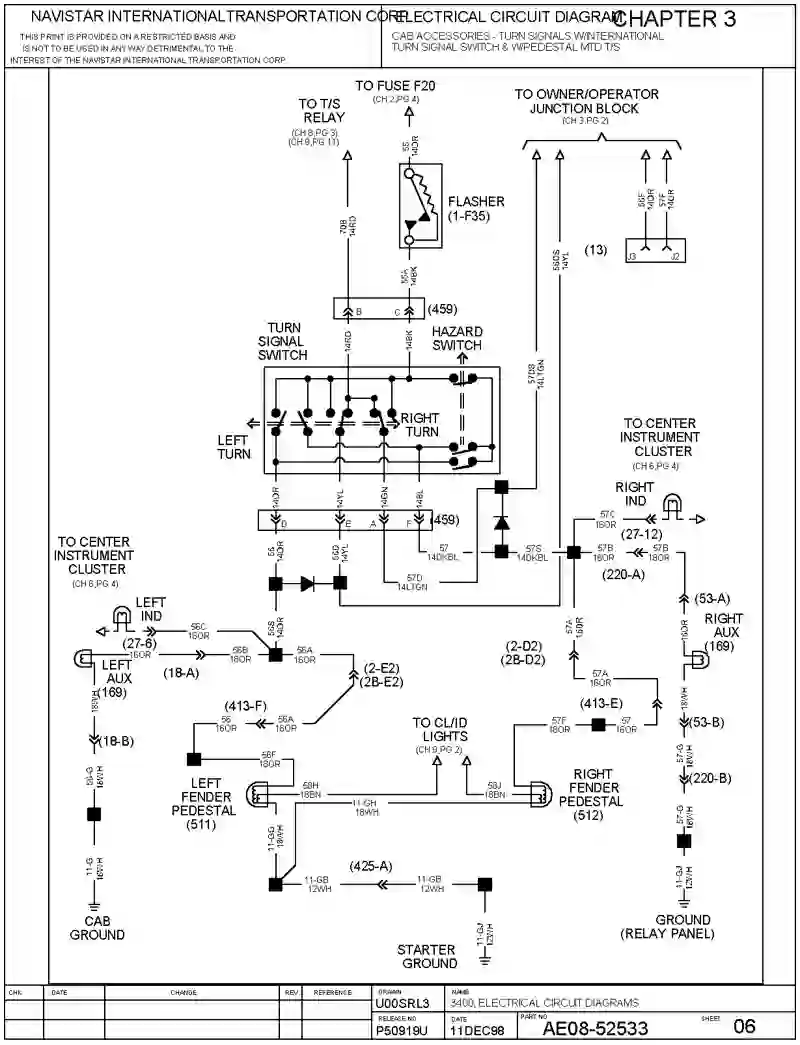 NAVISTAR INTERNATIONAL TRANSPORTATION CORP.
THIS PRINT IS PROVIDED ON A RESTRICTED BASIS AND
IS NOT TO BE USED IN ANY WAY DETRIMENTAL TO THE
INTEREST OF THE NAVISTAR INTERNATIONAL TRANSPORTATION CORP.
ELECTRICAL CIRCUIT DIAGRAM
CHAPTER 3
CAB ACCESSORIES - TURN SIGNALS W/INTERNATIONAL
TURN SIGNAL SWITCH & W/PEDESTAL MTD T/S
TO FUSE F20
(CH 2,PG 4)
TO T/S
RELAY
(CH 8,PG 3)
(CH 9,PG 11)
TO OWNER/OPERATOR
JUNCTION BLOCK
(CH 3,PG 2)
55
14OR
FLASHER
(1-F35)
70B
14RD
55A
14BK
56DS
14YL
56F
14OR
57F
14OR
(13)
J3
J2
B
C
(459)
14RD
14BK
TURN
SIGNAL
SWITCH
HAZARD
SWITCH
57DS
14LTGN
LEFT
TURN
RIGHT
TURN
TO CENTER
INSTRUMENT
CLUSTER
(CH 6,PG 4)
RIGHT
IND
14OR
14YL
14GN
14BL
D
E
A
F
(459)
57C
16OR
(27-12)
56
14OR
56D
14YL
57
14DKBL
57S
14DKBL
57B
16OR
57B
18OR
(220-A)
57D
14LTGN
TO CENTER
INSTRUMENT
CLUSTER
(CH 6,PG 4)
LEFT
IND
(27-6)
56C
16OR
56S
14OR
(53-A)
57A
16OR
16OR
RIGHT
AUX
(169)
LEFT
AUX
(169)
16OR
56B
18OR
(18-A)
56A
16OR
(2-E2)
(2B-E2)
(2-D2)
(2B-D2)
57A
16OR
18WH
18WH
(413-F)
56
16OR
56A
16OR
(413-E)
57F
18OR
57
16OR
(53-B)
(18-B)
TO CL/ID
LIGHTS
(CH 9,PG 2)
57-G
18WH
(220-B)
56F
18OR
56-G
18WH
LEFT
FENDER
PEDESTAL
(511)
58H
18BN
58J
18BN
RIGHT
FENDER
PEDESTAL
(512)
11-GH
18WH
57-G
16WH
11-GG
18WH
11-G
16WH
(425-A)
11-GB
12WH
11-GB
12WH
11-GJ
18WH
CAB
GROUND
11-GJ
12WH
STARTER
GROUND
GROUND
(RELAY PANEL)
CHK
DATE
CHANGE
REV
REFERENCE
DRAWN
U00SRL3
NAME
3400, ELECTRICAL CIRCUIT DIAGRAMS
RELEASE NO
P50919U
DATE
11DEC98
PART NO
AE08-52533
SHEET
06